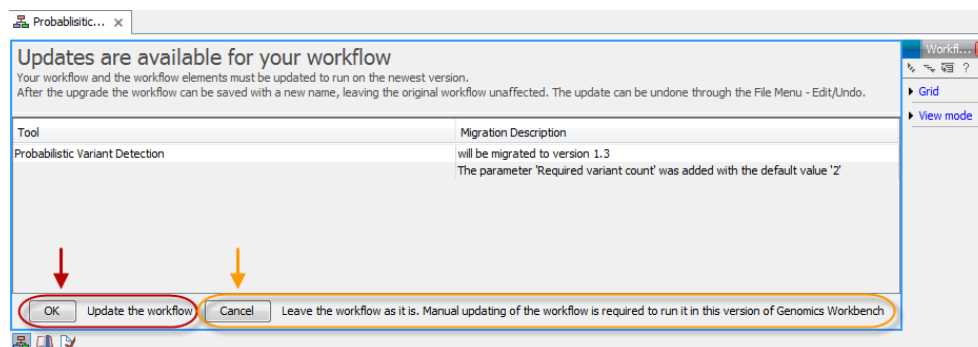 Probablisitic...
Updates are available for your workflow
Your workflow and the workflow elements must be updated to run on the newest version.
After the upgrade the workflow can be saved with a new name, leaving the original workflow unaffected. The update can be undone through the File Menu - Edit/Undo.
Workfl...
?
Grid
View mode
Tool Migration Description
Probabilistic Variant Detection will be migrated to version 1.3
The parameter 'Required variant count' was added with the default value '2'
OK Update the workflow Cancel Leave the workflow as it is. Manual updating of the workflow is required to run it in this version of Genomics Workbench